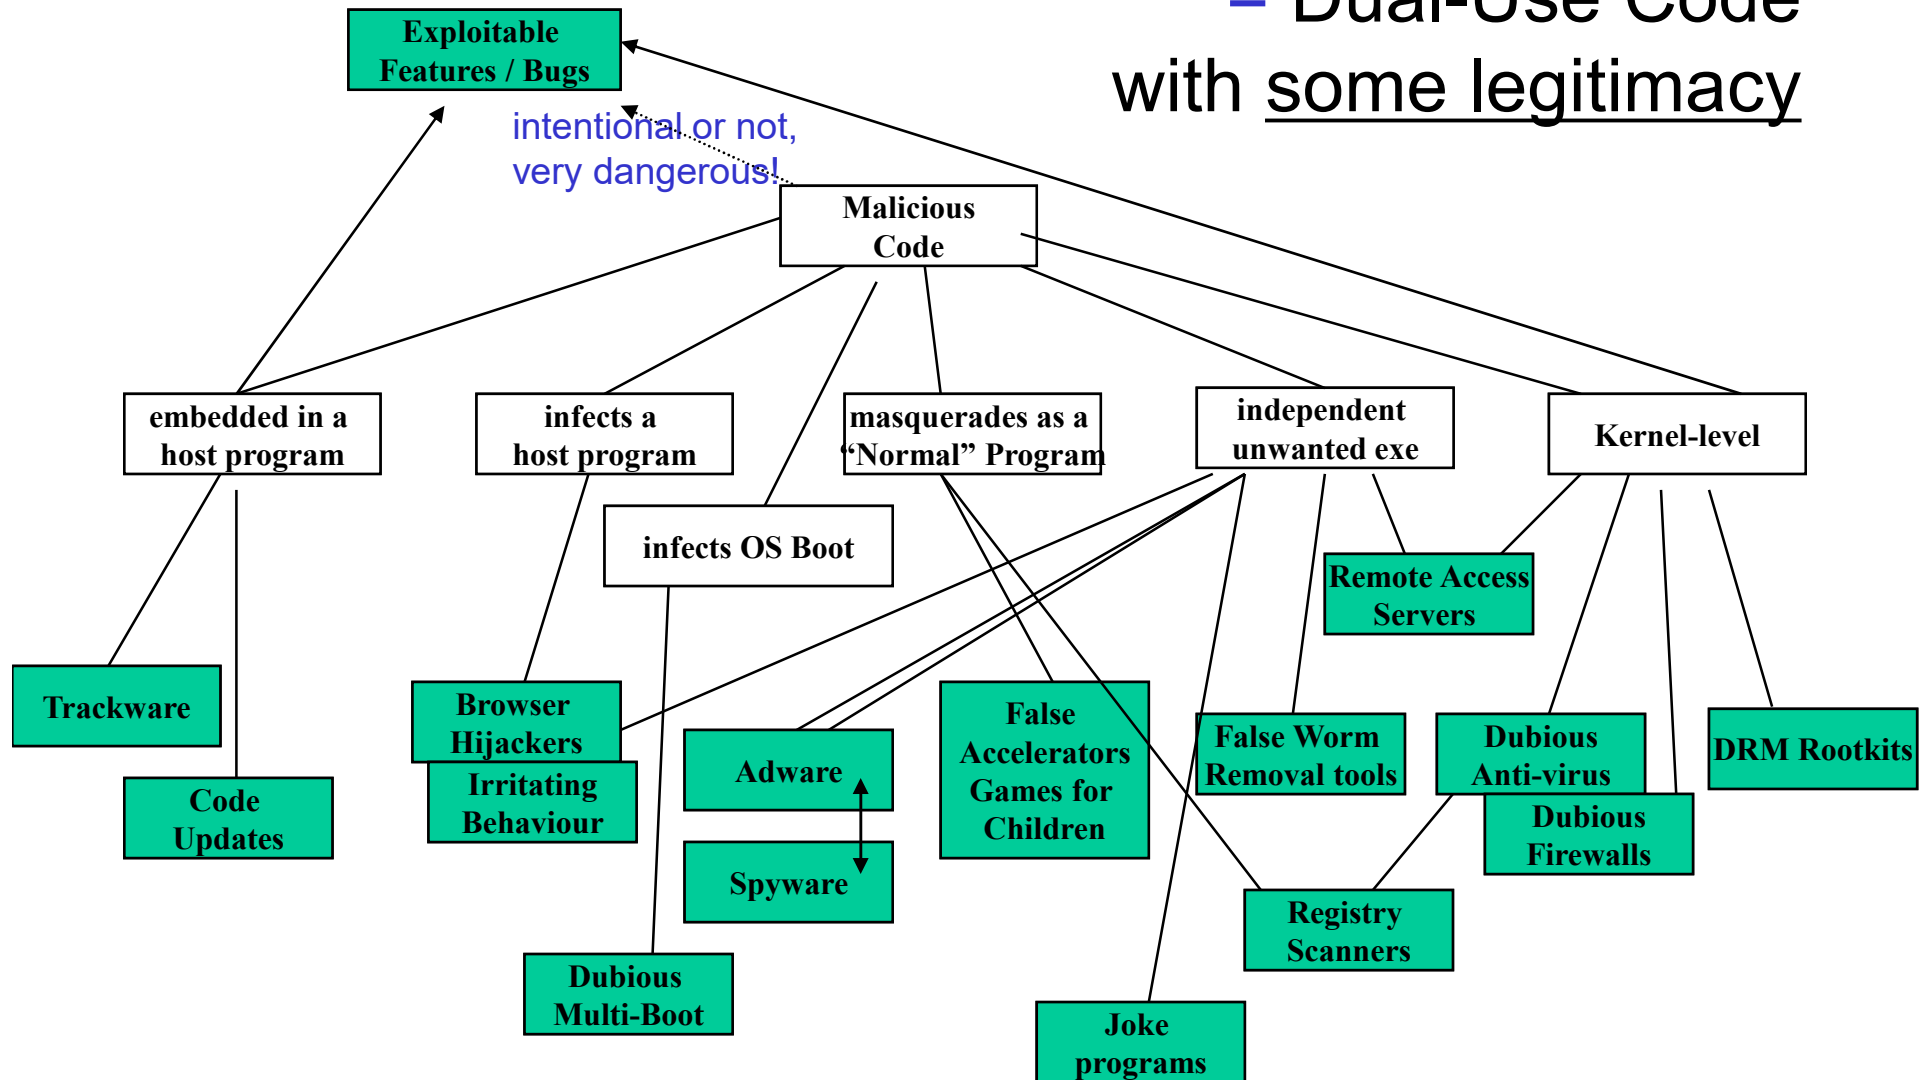 – Dual-Use Code
with some legitimacy
Exploitable
Features / Bugs
intentional or not,
very dangerous!
Malicious
Code
embedded in a
host program
infects a
host program
masquerades as a
“Normal” Program
independent
unwanted exe
Kernel-level
infects OS Boot
Remote Access
Servers
Trackware
Code
Updates
Browser
Hijackers
Irritating
Behaviour
Adware
Spyware
False
Accelerators
Games for
Children
False Worm
Removal tools
Dubious
Anti-virus
Dubious
Firewalls
DRM Rootkits
Registry
Scanners
Dubious
Multi-Boot
Joke
programs